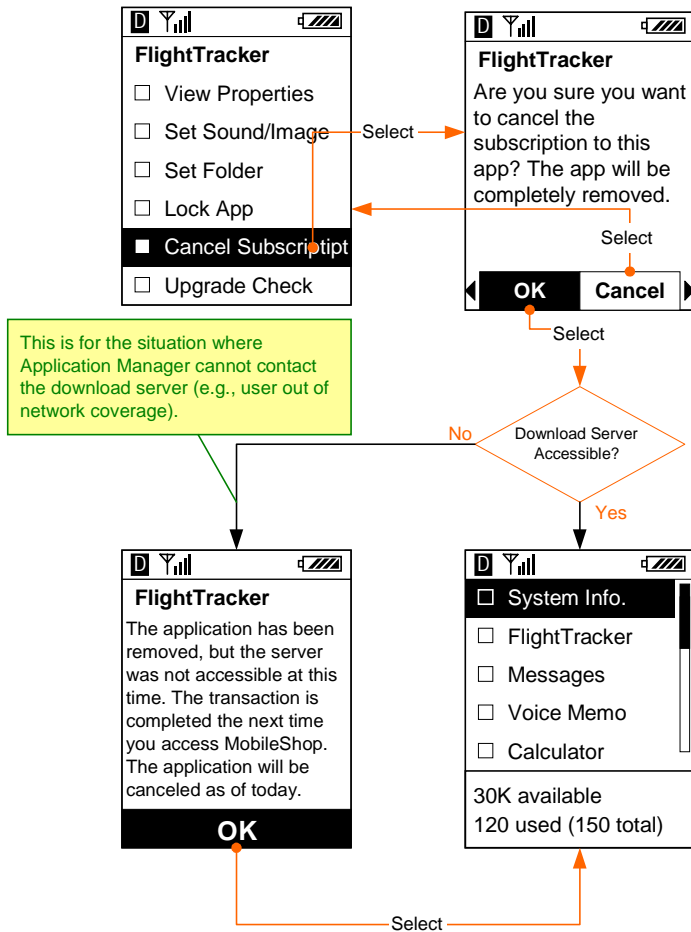 D
FlightTracker
View Properties
Set Sound/Image
Set Folder
Lock App
Cancel Subscriptipt
Upgrade Check
Select
D
FlightTracker
Are you sure you want
to cancel the
subscription to this
app? The app will be
completely removed.
Select
OK
Cancel
Select
This is for the situation where
Application Manager cannot contact
the download server (e.g., user out of
network coverage).
No
Download Server
Accessible?
Yes
D
FlightTracker
The application has been
removed, but the server
was not accessible at this
time. The transaction is
completed the next time
you access MobileShop.
The application will be
canceled as of today.
OK
D
System Info.
FlightTracker
Messages
Voice Memo
Calculator
30K available
120 used (150 total)
Select